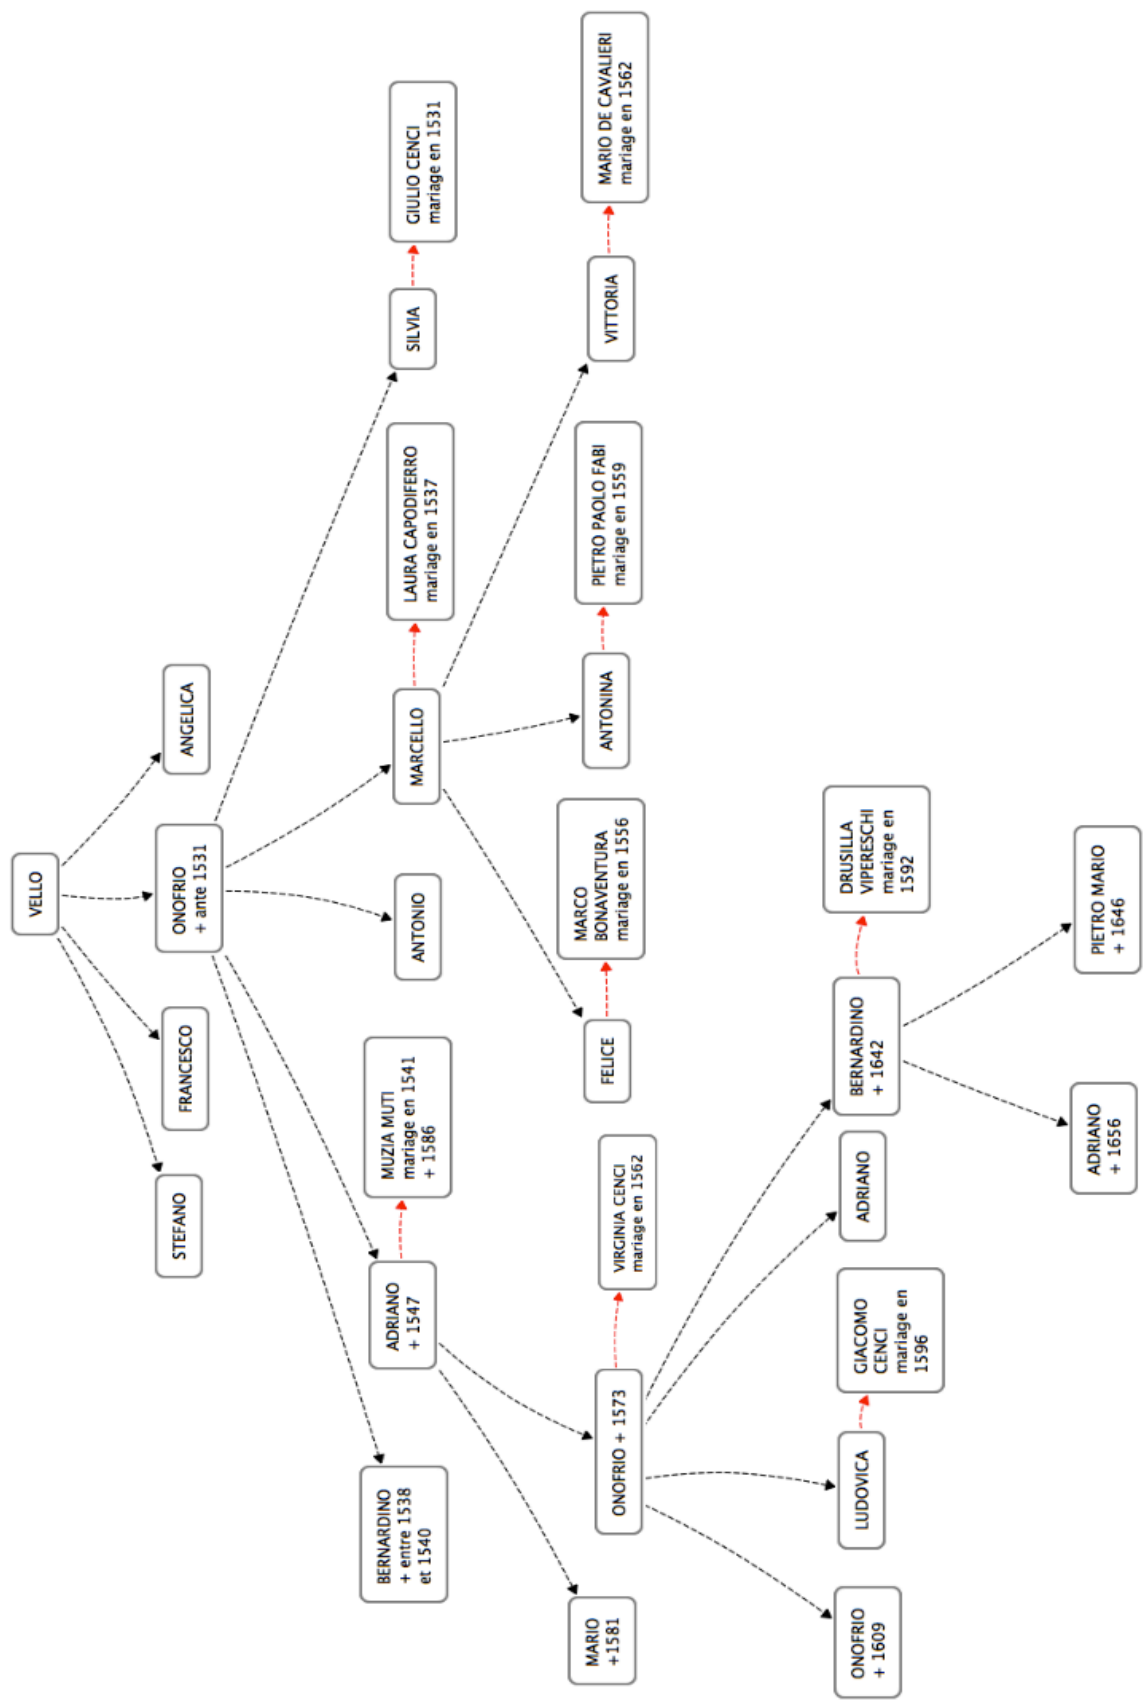 VELLO
STEFANO
FRANCESCO
ONOFRIO
+ ante 1531
ANGELICA
BERNARDINO
+ entre 1538
et 1540
ADRIANO
+ 1547
MUZIA MUTI
mariage en 1541
+ 1586
ANTONIO
MARCELLO
LAURA CAPODIFERRO
mariage en 1537
SILVIA
GIULIO CENCI
mariage en 1531
MARIO
+1581
ONOFRIO + 1573
VIRGINIA CENCI
mariage en 1562
FELICE
MARCO
BONAVENTURA
mariage en 1556
ANTONINA
PIETRO PAOLO FABI
mariage en 1559
VITTORIA
MARIO DE CAVALIERI
mariage en 1562
ONOFRIO
+ 1609
LUDOVICA
GIACOMO
CENCI
mariage en
1596
ADRIANO
BERNARDINO
+ 1642
DRUSILLA
VIPERESCHI
mariage en
1592
ADRIANO
+ 1656
PIETRO MARIO
+ 1646